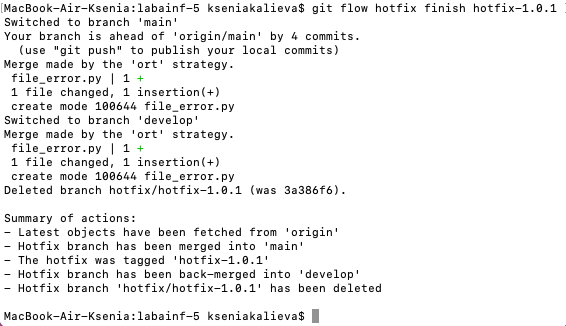 [MacBook-Air-Ksenia:labainf-5 kseniakalieva$ git flow hotfix finish hotfix-1.0.1 ]
Switched to branch 'main'
Your branch is ahead of 'origin/main' by 4 commits.
  (use "git push" to publish your local commits)
Merge made by the 'ort' strategy.
 file_error.py | 1 +
 1 file changed, 1 insertion(+)
 create mode 100644 file_error.py
Switched to branch 'develop'
Merge made by the 'ort' strategy.
 file_error.py | 1 +
 1 file changed, 1 insertion(+)
 create mode 100644 file_error.py
Deleted branch hotfix/hotfix-1.0.1 (was 3a386f6).

Summary of actions:
- Latest objects have been fetched from 'origin'
- Hotfix branch has been merged into 'main'
- The hotfix was tagged 'hotfix-1.0.1'
- Hotfix branch has been back-merged into 'develop'
- Hotfix branch 'hotfix/hotfix-1.0.1' has been deleted

MacBook-Air-Ksenia:labainf-5 kseniakalieva$